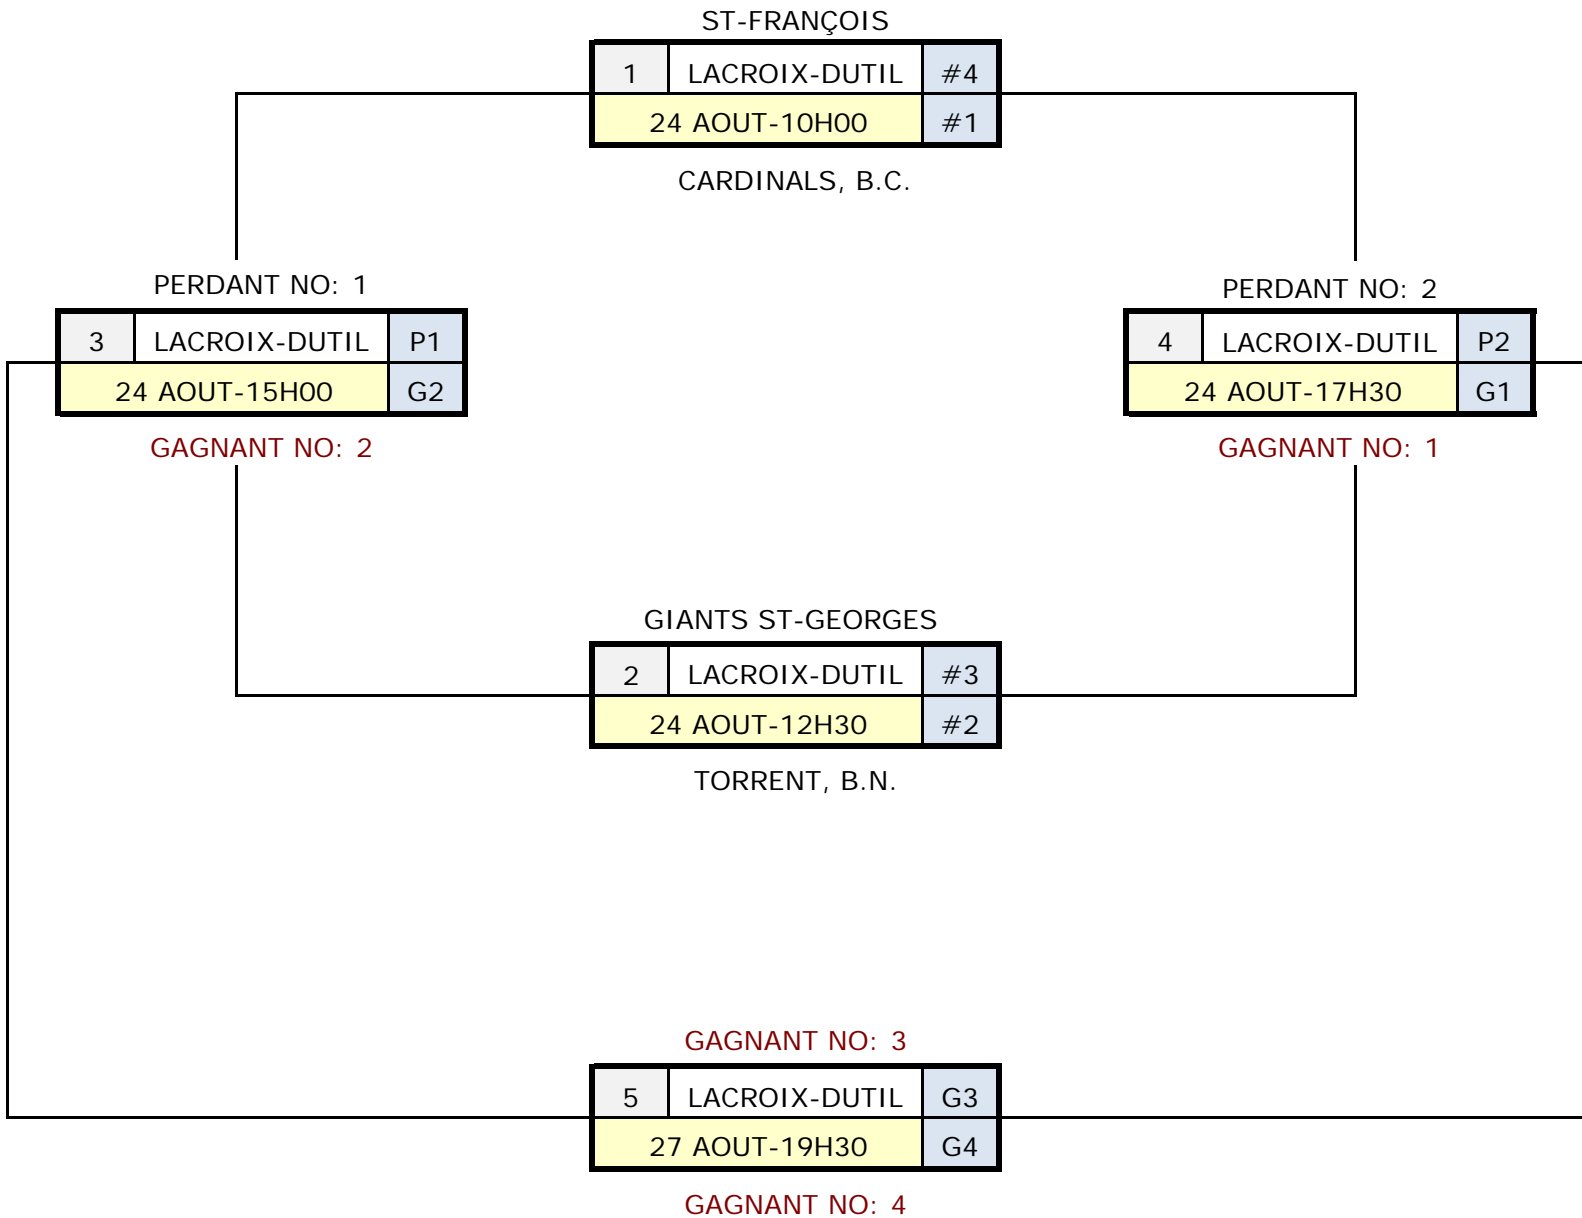 ST-FRANÇOIS
1 LACROIX-DUTIL #4
24 AOUT-10H00 #1
CARDINALS, B.C.
PERDANT NO: 1
3 LACROIX-DUTIL P1
24 AOUT-15H00 G2
GAGNANT NO: 2
PERDANT NO: 2
4 LACROIX-DUTIL P2
24 AOUT-17H30 G1
GAGNANT NO: 1
GIANTS ST-GEORGES
2 LACROIX-DUTIL #3
24 AOUT-12H30 #2
TORRENT, B.N.
GAGNANT NO: 3
5 LACROIX-DUTIL G3
27 AOUT-19H30 G4
GAGNANT NO: 4